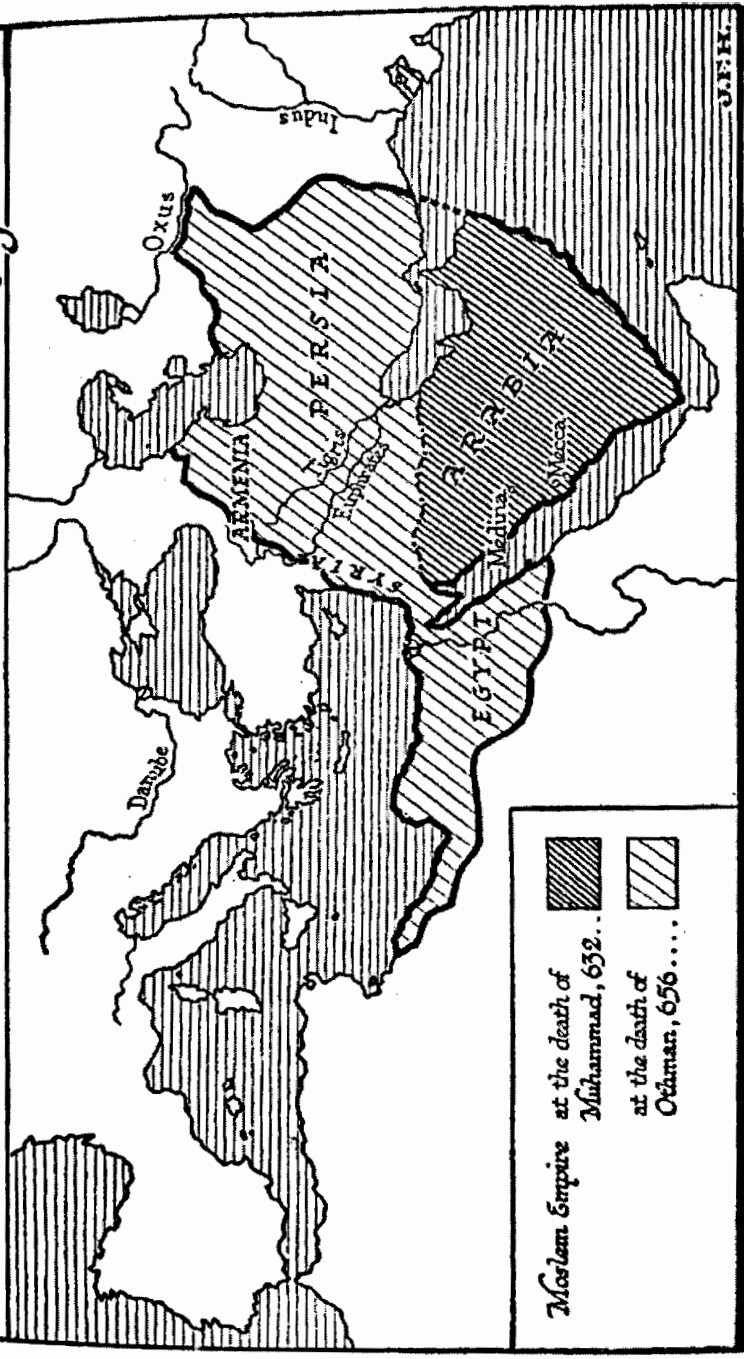 Danube
Oxus
Indus
ARMENIA
PERSIA
Tigris
Euphrates
SYRIA
ARABIA
Medina
Mecca
EGYPT
Moslem Empire at the death of
Muhammad, 632..
at the death of
Othman, 656....
J.F.H.